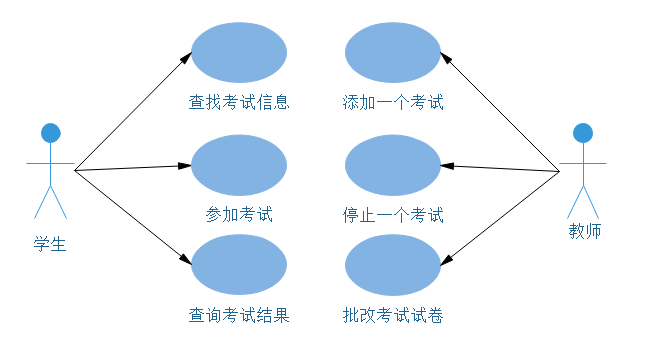 查找考试信息
添加一个考试
参加考试
停止一个考试
学生
教师
查询考试结果
批改考试试卷